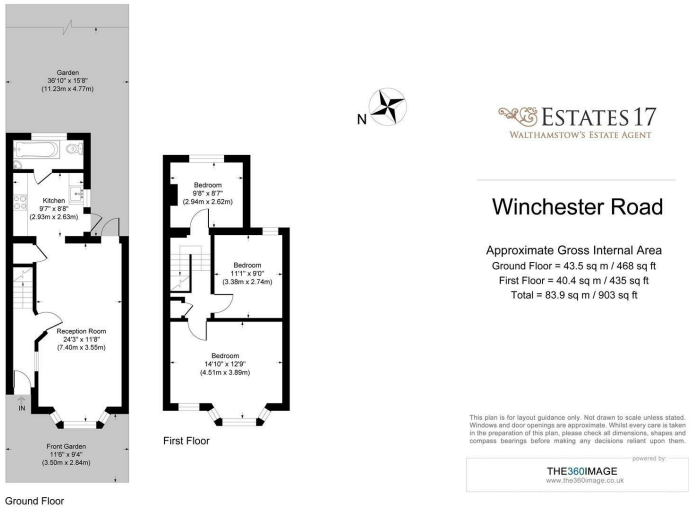 Garden
36'10" x 15'8"
(11.23m x 4.77m)
Kitchen
9'7" x 8'8"
(2.93m x 2.63m)
Reception Room
24'3" x 11'8"
(7.40m x 3.55m)
IN
Front Garden
11'6" x 9'4"
(3.50m x 2.84m)
Ground Floor
Bedroom
9'8" x 8'7"
(2.94m x 2.62m)
Bedroom
11'1" x 9'0"
(3.38m x 2.74m)
Bedroom
14'10" x 12'9"
(4.51m x 3.89m)
First Floor
N
ESTATES 17
WALTHAMSTOW'S ESTATE AGENT
Winchester Road
Approximate Gross Internal Area
Ground Floor = 43.5 sq m / 468 sq ft
First Floor = 40.4 sq m / 435 sq ft
Total = 83.9 sq m / 903 sq ft
This plan is for layout guidance only. Not drawn to scale unless stated.
Windows and door openings are approximate. Whilst every care is taken
in the preparation of this plan, please check all dimensions, shapes and
compass bearings before making any decisions reliant upon them.
powered by:
THE360IMAGE
www.the360image.co.uk